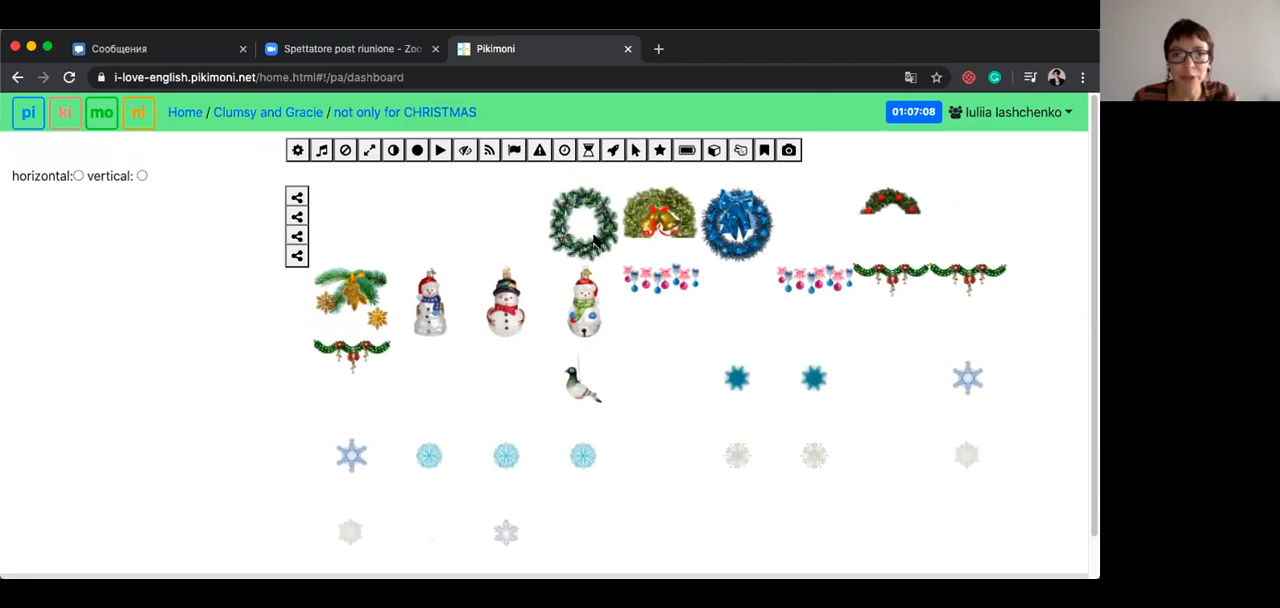 Сообщения
Spettatore post riunione - Zoo
Pikimoni
i-love-english.pikimoni.net/home.html#!/pa/dashboard
pi ki mo ni Home / Clumsy and Gracie / not only for CHRISTMAS 01:07:08 Iuliia Iashchenko
horizontal: vertical: